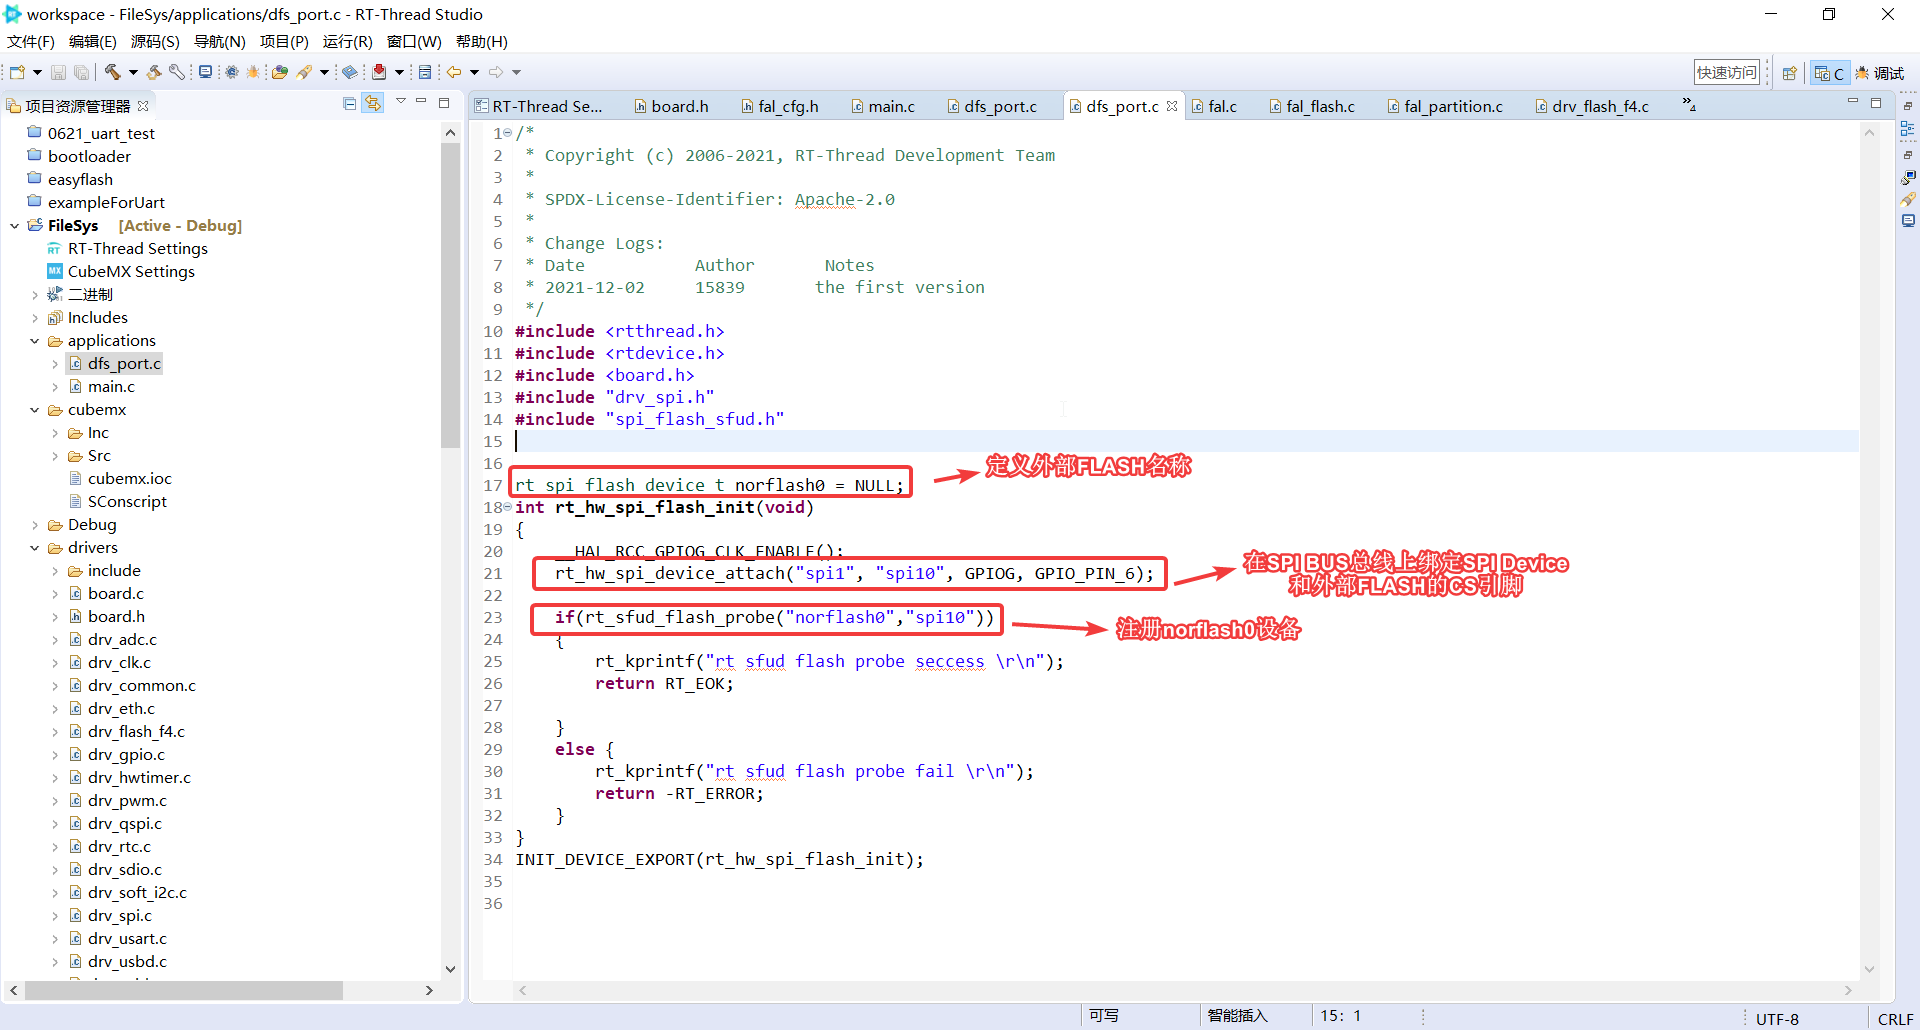 workspace - FileSys/applications/dfs_port.c - RT-Thread Studio
文件(F) 编辑(E) 源码(S) 导航(N) 项目(P) 运行(R) 窗口(W) 帮助(H)
快速访问 C 调试
项目资源管理器
0621_uart_test
bootloader
easyflash
exampleForUart
FileSys [Active - Debug]
RT-Thread Settings
CubeMX Settings
二进制
Includes
applications
dfs_port.c
main.c
cubemx
Inc
Src
cubemx.ioc
SConscript
Debug
drivers
include
board.c
board.h
drv_adc.c
drv_clk.c
drv_common.c
drv_eth.c
drv_flash_f4.c
drv_gpio.c
drv_hwtimer.c
drv_pwm.c
drv_qspi.c
drv_rtc.c
drv_sdio.c
drv_soft_i2c.c
drv_spi.c
drv_usart.c
drv_usbd.c
RT-Thread Se... board.h fal_cfg.h main.c dfs_port.c dfs_port.c fal.c fal_flash.c fal_partition.c drv_flash_f4.c »4
1 /*
2 * Copyright (c) 2006-2021, RT-Thread Development Team
3 *
4 * SPDX-License-Identifier: Apache-2.0
5 *
6 * Change Logs:
7 * Date Author Notes
8 * 2021-12-02 15839 the first version
9 */
10 #include <rtthread.h>
11 #include <rtdevice.h>
12 #include <board.h>
13 #include "drv_spi.h"
14 #include "spi_flash_sfud.h"
15
16
17 rt_spi_flash_device_t norflash0 = NULL;
定义外部FLASH名称
18 int rt_hw_spi_flash_init(void)
19 {
20 __HAL_RCC_GPIOG_CLK_ENABLE();
21 rt_hw_spi_device_attach("spi1", "spi10", GPIOG, GPIO_PIN_6);
在SPI BUS总线上绑定SPI Device
和外部FLASH的CS引脚
22
23 if(rt_sfud_flash_probe("norflash0","spi10"))
注册norflash0设备
24 {
25 rt_kprintf("rt sfud flash probe seccess \r\n");
26 return RT_EOK;
27
28 }
29 else {
30 rt_kprintf("rt sfud flash probe fail \r\n");
31 return -RT_ERROR;
32 }
33 }
34 INIT_DEVICE_EXPORT(rt_hw_spi_flash_init);
35
36
可写 智能插入 15: 1 UTF-8 CRLF